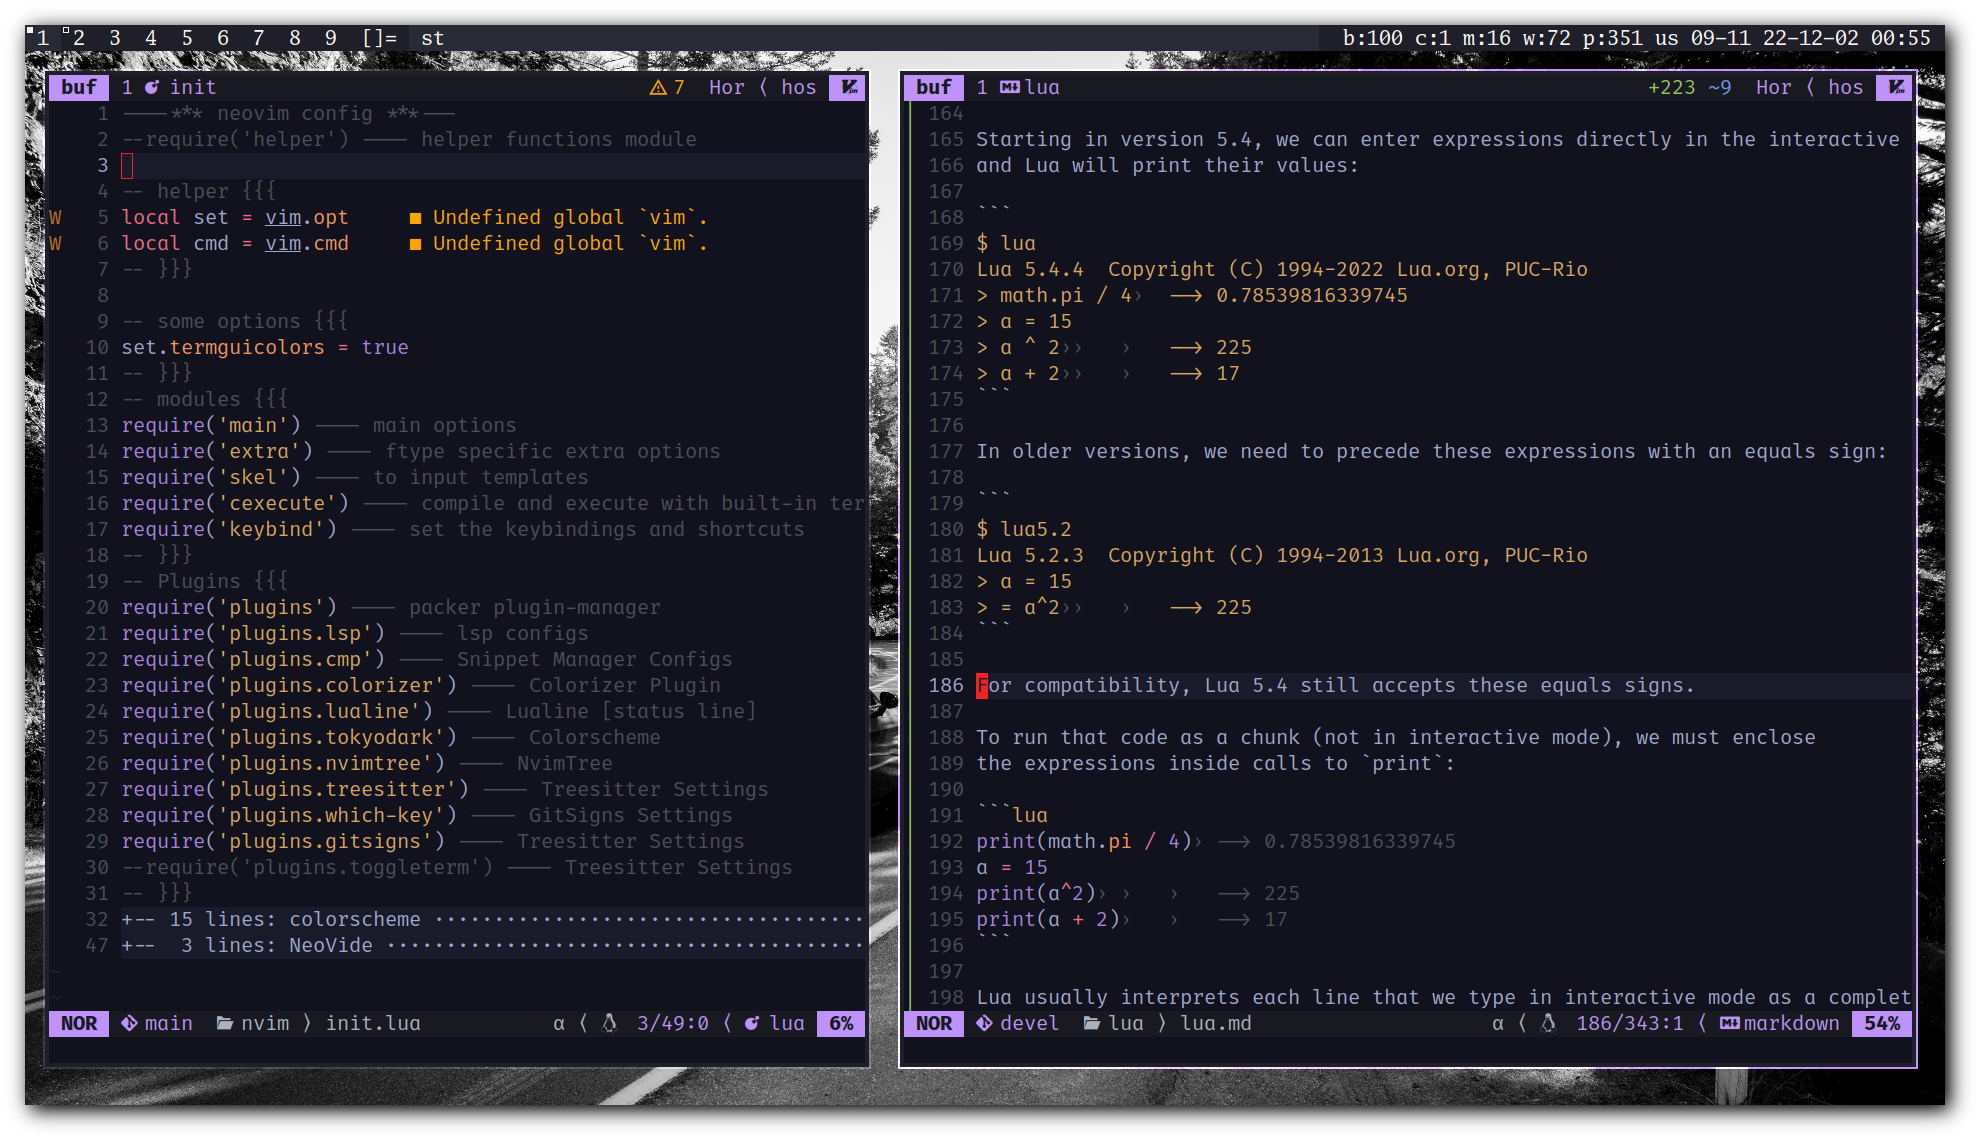 1 2 3 4 5 6 7 8 9 []= st b:100 c:1 m:16 w:72 p:351 us 09-11 22-12-02 00:55
buf 1 init 7 Hor ⟨ hos
1 ----*** neovim config ***---
2 --require('helper') ---- helper functions module
3
4 -- helper {{{
W 5 local set = vim.opt ■ Undefined global `vim`.
W 6 local cmd = vim.cmd ■ Undefined global `vim`.
7 -- }}}
8
9 -- some options {{{
10 set.termguicolors = true
11 -- }}}
12 -- modules {{{
13 require('main') ---- main options
14 require('extra') ---- ftype specific extra options
15 require('skel') ---- to input templates
16 require('cexecute') ---- compile and execute with built-in ter
17 require('keybind') ---- set the keybindings and shortcuts
18 -- }}}
19 -- Plugins {{{
20 require('plugins') ---- packer plugin-manager
21 require('plugins.lsp') ---- lsp configs
22 require('plugins.cmp') ---- Snippet Manager Configs
23 require('plugins.colorizer') ---- Colorizer Plugin
24 require('plugins.lualine') ---- Lualine [status line]
25 require('plugins.tokyodark') ---- Colorscheme
26 require('plugins.nvimtree') ---- NvimTree
27 require('plugins.treesitter') ---- Treesitter Settings
28 require('plugins.which-key') ---- GitSigns Settings
29 require('plugins.gitsigns') ---- Treesitter Settings
30 --require('plugins.toggleterm') ---- Treesitter Settings
31 -- }}}
32 +-- 15 lines: colorscheme ····································
47 +--  3 lines: NeoVide ········································
~
~
NOR main nvim ⟩ init.lua α ⟨ 3/49:0 ⟨ lua 6%
buf 1 lua +223 ~9 Hor ⟨ hos
164
165 Starting in version 5.4, we can enter expressions directly in the interactive
166 and Lua will print their values:
167
168 ```
169 $ lua
170 Lua 5.4.4  Copyright (C) 1994-2022 Lua.org, PUC-Rio
171 > math.pi / 4› --> 0.78539816339745
172 > a = 15
173 > a ^ 2›› › --> 225
174 > a + 2›› › --> 17
175 ```
176
177 In older versions, we need to precede these expressions with an equals sign:
178
179 ```
180 $ lua5.2
181 Lua 5.2.3  Copyright (C) 1994-2013 Lua.org, PUC-Rio
182 > a = 15
183 > = a^2›› › --> 225
184 ```
185
186 For compatibility, Lua 5.4 still accepts these equals signs.
187
188 To run that code as a chunk (not in interactive mode), we must enclose
189 the expressions inside calls to `print`:
190
191 ```lua
192 print(math.pi / 4)› --> 0.78539816339745
193 a = 15
194 print(a^2)› › › --> 225
195 print(a + 2)› › --> 17
196 ```
197
198 Lua usually interprets each line that we type in interactive mode as a complet
NOR devel lua ⟩ lua.md α ⟨ 186/343:1 ⟨ markdown 54%